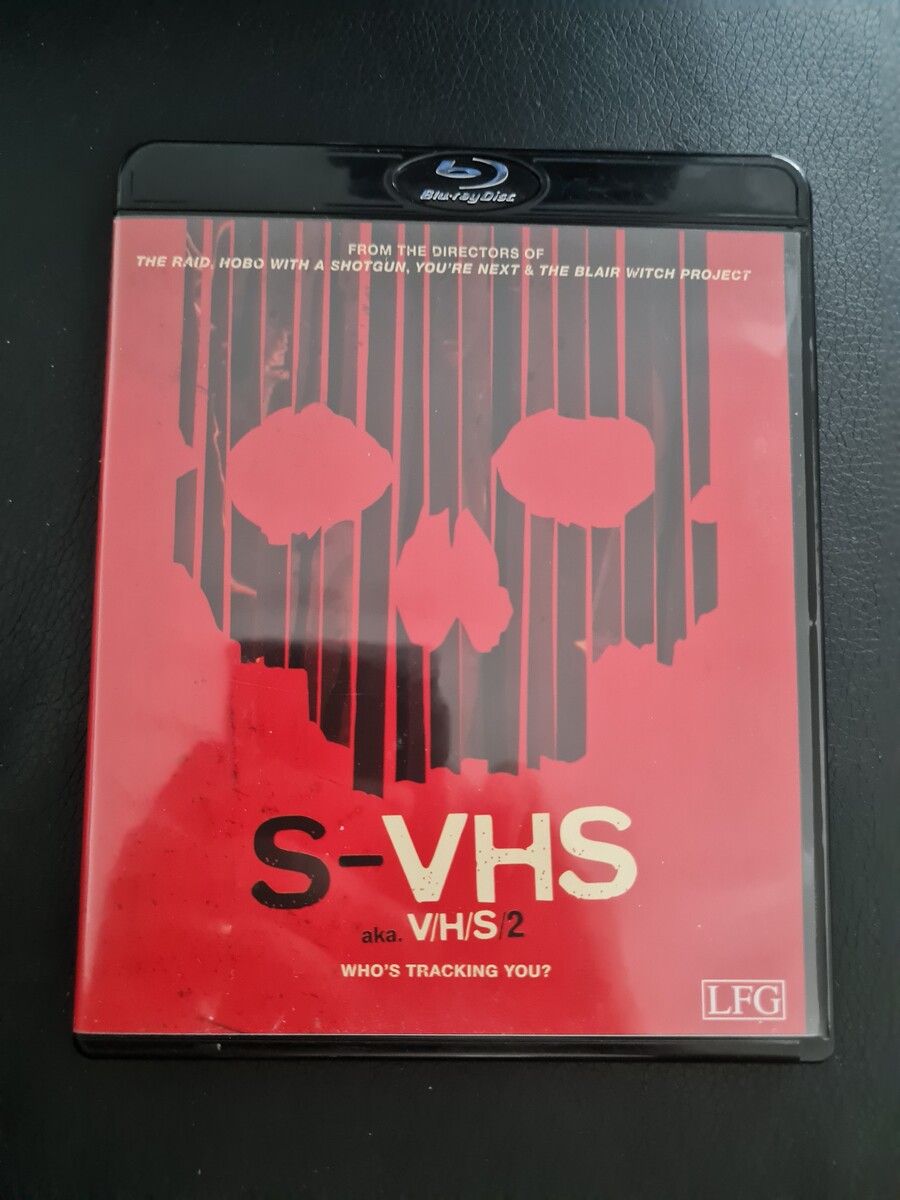 Blu-ray Disc
FROM THE DIRECTORS OF
THE RAID, HOBO WITH A SHOTGUN, YOU'RE NEXT & THE BLAIR WITCH PROJECT
S-VHS
aka. V/H/S/2
WHO'S TRACKING YOU?
LFG